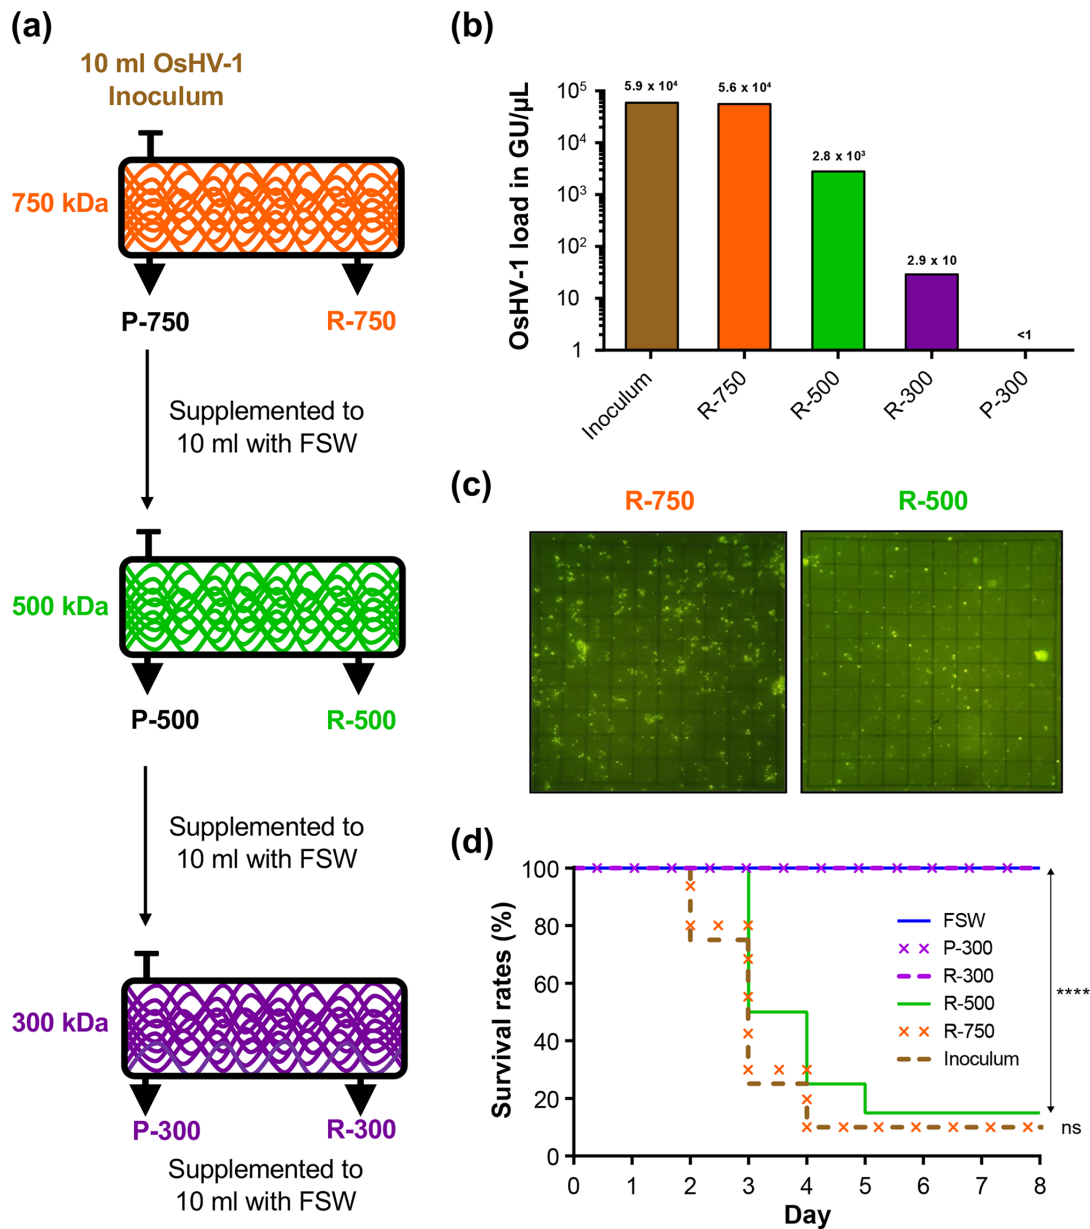 (a)
10 ml OsHV-1
Inoculum
750 kDa
P-750
R-750
Supplemented to
10 ml with FSW
500 kDa
P-500
R-500
Supplemented to
10 ml with FSW
300 kDa
P-300
R-300
Supplemented to
10 ml with FSW
(b)
OsHV-1 load in GU/µL
10⁵
10⁴
10³
10²
10
1
5.9 x 10⁴
5.6 x 10⁴
2.8 x 10³
2.9 x 10
<1
Inoculum
R-750
R-500
R-300
P-300
(c)
R-750
R-500
(d)
Survival rates (%)
100
80
60
40
20
0
0 1 2 3 4 5 6 7 8
Day
FSW
P-300
R-300
R-500
R-750
Inoculum
****
ns